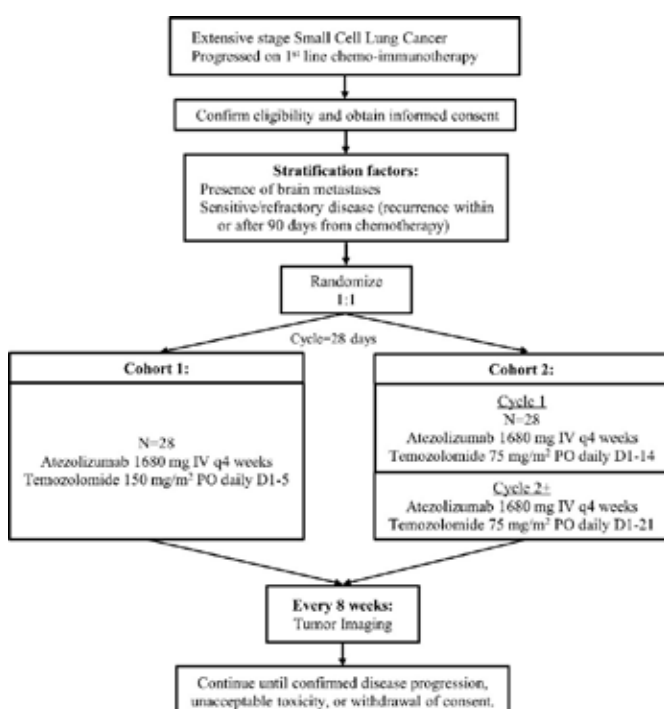 Extensive stage Small Cell Lung Cancer
Progressed on 1st line chemo-immunotherapy
Confirm eligibility and obtain informed consent
Stratification factors:
Presence of brain metastases
Sensitive/refractory disease (recurrence within
or after 90 days from chemotherapy)
Randomize
1:1
Cycle=28 days
Cohort 1:
N=28
Atezolizumab 1680 mg IV q4 weeks
Temozolomide 150 mg/m² PO daily D1-5
Cohort 2:
Cycle 1
N=28
Atezolizumab 1680 mg IV q4 weeks
Temozolomide 75 mg/m² PO daily D1-14
Cycle 2+
Atezolizumab 1680 mg IV q4 weeks
Temozolomide 75 mg/m² PO daily D1-21
Every 8 weeks:
Tumor Imaging
Continue until confirmed disease progression,
unacceptable toxicity, or withdrawal of consent.